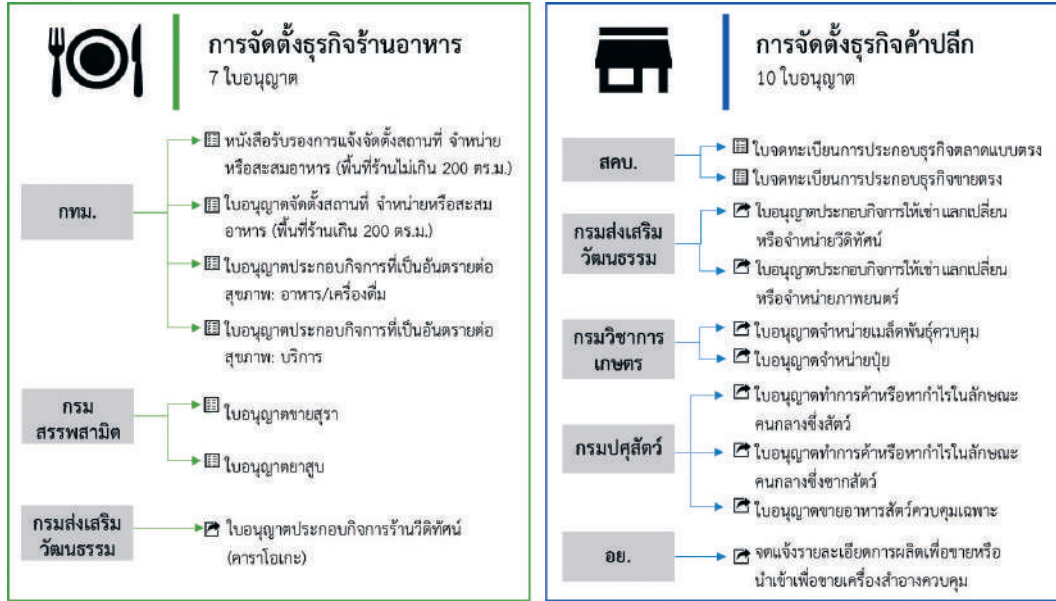 การจัดตั้งธุรกิจร้านอาหาร
7 ใบอนุญาต
กทม.
หนังสือรับรองการแจ้งจัดตั้งสถานที่ จำหน่าย
หรือสะสมอาหาร (พื้นที่ร้านไม่เกิน 200 ตร.ม.)
ใบอนุญาตจัดตั้งสถานที่ จำหน่ายหรือสะสม
อาหาร (พื้นที่ร้านเกิน 200 ตร.ม.)
ใบอนุญาตประกอบกิจการที่เป็นอันตรายต่อ
สุขภาพ: อาหาร/เครื่องดื่ม
ใบอนุญาตประกอบกิจการที่เป็นอันตรายต่อ
สุขภาพ: บริการ
กรม
สรรพสามิต
ใบอนุญาตขายสุรา
ใบอนุญาตยาสูบ
กรมส่งเสริม
วัฒนธรรม
ใบอนุญาตประกอบกิจการร้านวีดิทัศน์
(คาราโอเกะ)
การจัดตั้งธุรกิจค้าปลีก
10 ใบอนุญาต
สคบ.
ใบจดทะเบียนการประกอบธุรกิจตลาดแบบตรง
ใบจดทะเบียนการประกอบธุรกิจขายตรง
กรมส่งเสริม
วัฒนธรรม
ใบอนุญาตประกอบกิจการให้เช่า แลกเปลี่ยน
หรือจำหน่ายวีดิทัศน์
ใบอนุญาตประกอบกิจการให้เช่า แลกเปลี่ยน
หรือจำหน่ายภาพยนตร์
กรมวิชาการ
เกษตร
ใบอนุญาตจำหน่ายเมล็ดพันธุ์ควบคุม
ใบอนุญาตจำหน่ายปุ๋ย
กรมปศุสัตว์
ใบอนุญาตทำการค้าหรือหากำไรในลักษณะ
คนกลางซึ่งสัตว์
ใบอนุญาตทำการค้าหรือหากำไรในลักษณะ
คนกลางซึ่งซากสัตว์
ใบอนุญาตขายอาหารสัตว์ควบคุมเฉพาะ
อย.
จดแจ้งรายละเอียดการผลิตเพื่อขายหรือ
นำเข้าเพื่อขายเครื่องสำอางควบคุม